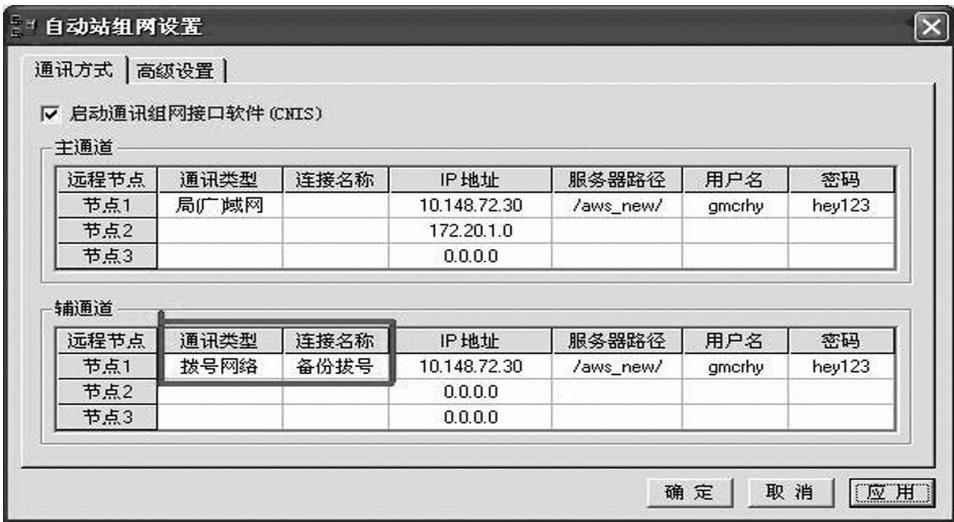 自动站组网设置
通讯方式 高级设置
启动通讯组网接口软件(CNIS)
主通道
远程节点 通讯类型 连接名称 IP地址 服务器路径 用户名 密码
节点1 局(广)域网 10.148.72.30 /aws_new/ gmcrhy hey123
节点2 172.20.1.0
节点3 0.0.0.0
辅通道
远程节点 通讯类型 连接名称 IP地址 服务器路径 用户名 密码
节点1 拨号网络 备份拔号 10.148.72.30 /aws_new/ gmcrhy hey123
节点2 0.0.0.0
节点3 0.0.0.0
确定 取消 应用